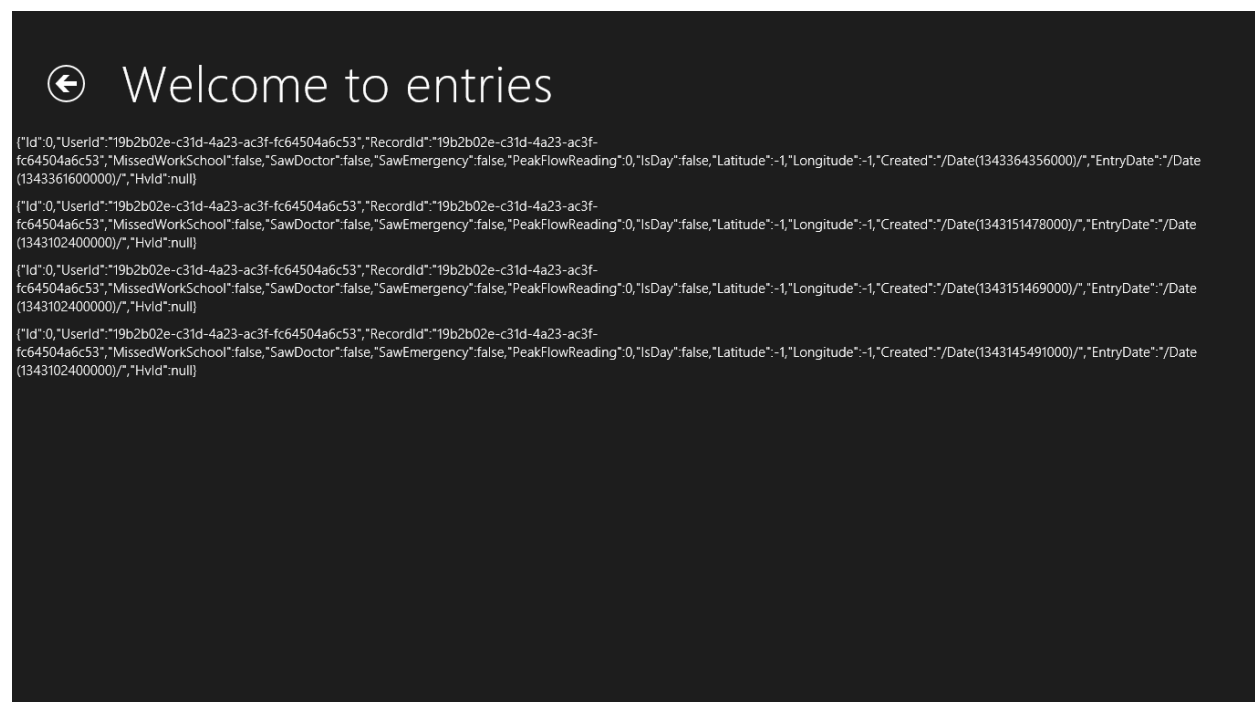 Welcome to entries
{"Id":0,"UserId":"19b2b02e-c31d-4a23-ac3f-fc64504a6c53","RecordId":"19b2b02e-c31d-4a23-ac3f-
fc64504a6c53","MissedWorkSchool":false,"SawDoctor":false,"SawEmergency":false,"PeakFlowReading":0,"IsDay":false,"Latitude":-1,"Longitude":-1,"Created":"/Date(1343364356000)/","EntryDate":"/Date
(1343361600000)/","HvId":null}
{"Id":0,"UserId":"19b2b02e-c31d-4a23-ac3f-fc64504a6c53","RecordId":"19b2b02e-c31d-4a23-ac3f-
fc64504a6c53","MissedWorkSchool":false,"SawDoctor":false,"SawEmergency":false,"PeakFlowReading":0,"IsDay":false,"Latitude":-1,"Longitude":-1,"Created":"/Date(1343151478000)/","EntryDate":"/Date
(1343102400000)/","HvId":null}
{"Id":0,"UserId":"19b2b02e-c31d-4a23-ac3f-fc64504a6c53","RecordId":"19b2b02e-c31d-4a23-ac3f-
fc64504a6c53","MissedWorkSchool":false,"SawDoctor":false,"SawEmergency":false,"PeakFlowReading":0,"IsDay":false,"Latitude":-1,"Longitude":-1,"Created":"/Date(1343151469000)/","EntryDate":"/Date
(1343102400000)/","HvId":null}
{"Id":0,"UserId":"19b2b02e-c31d-4a23-ac3f-fc64504a6c53","RecordId":"19b2b02e-c31d-4a23-ac3f-
fc64504a6c53","MissedWorkSchool":false,"SawDoctor":false,"SawEmergency":false,"PeakFlowReading":0,"IsDay":false,"Latitude":-1,"Longitude":-1,"Created":"/Date(1343145491000)/","EntryDate":"/Date
(1343102400000)/","HvId":null}